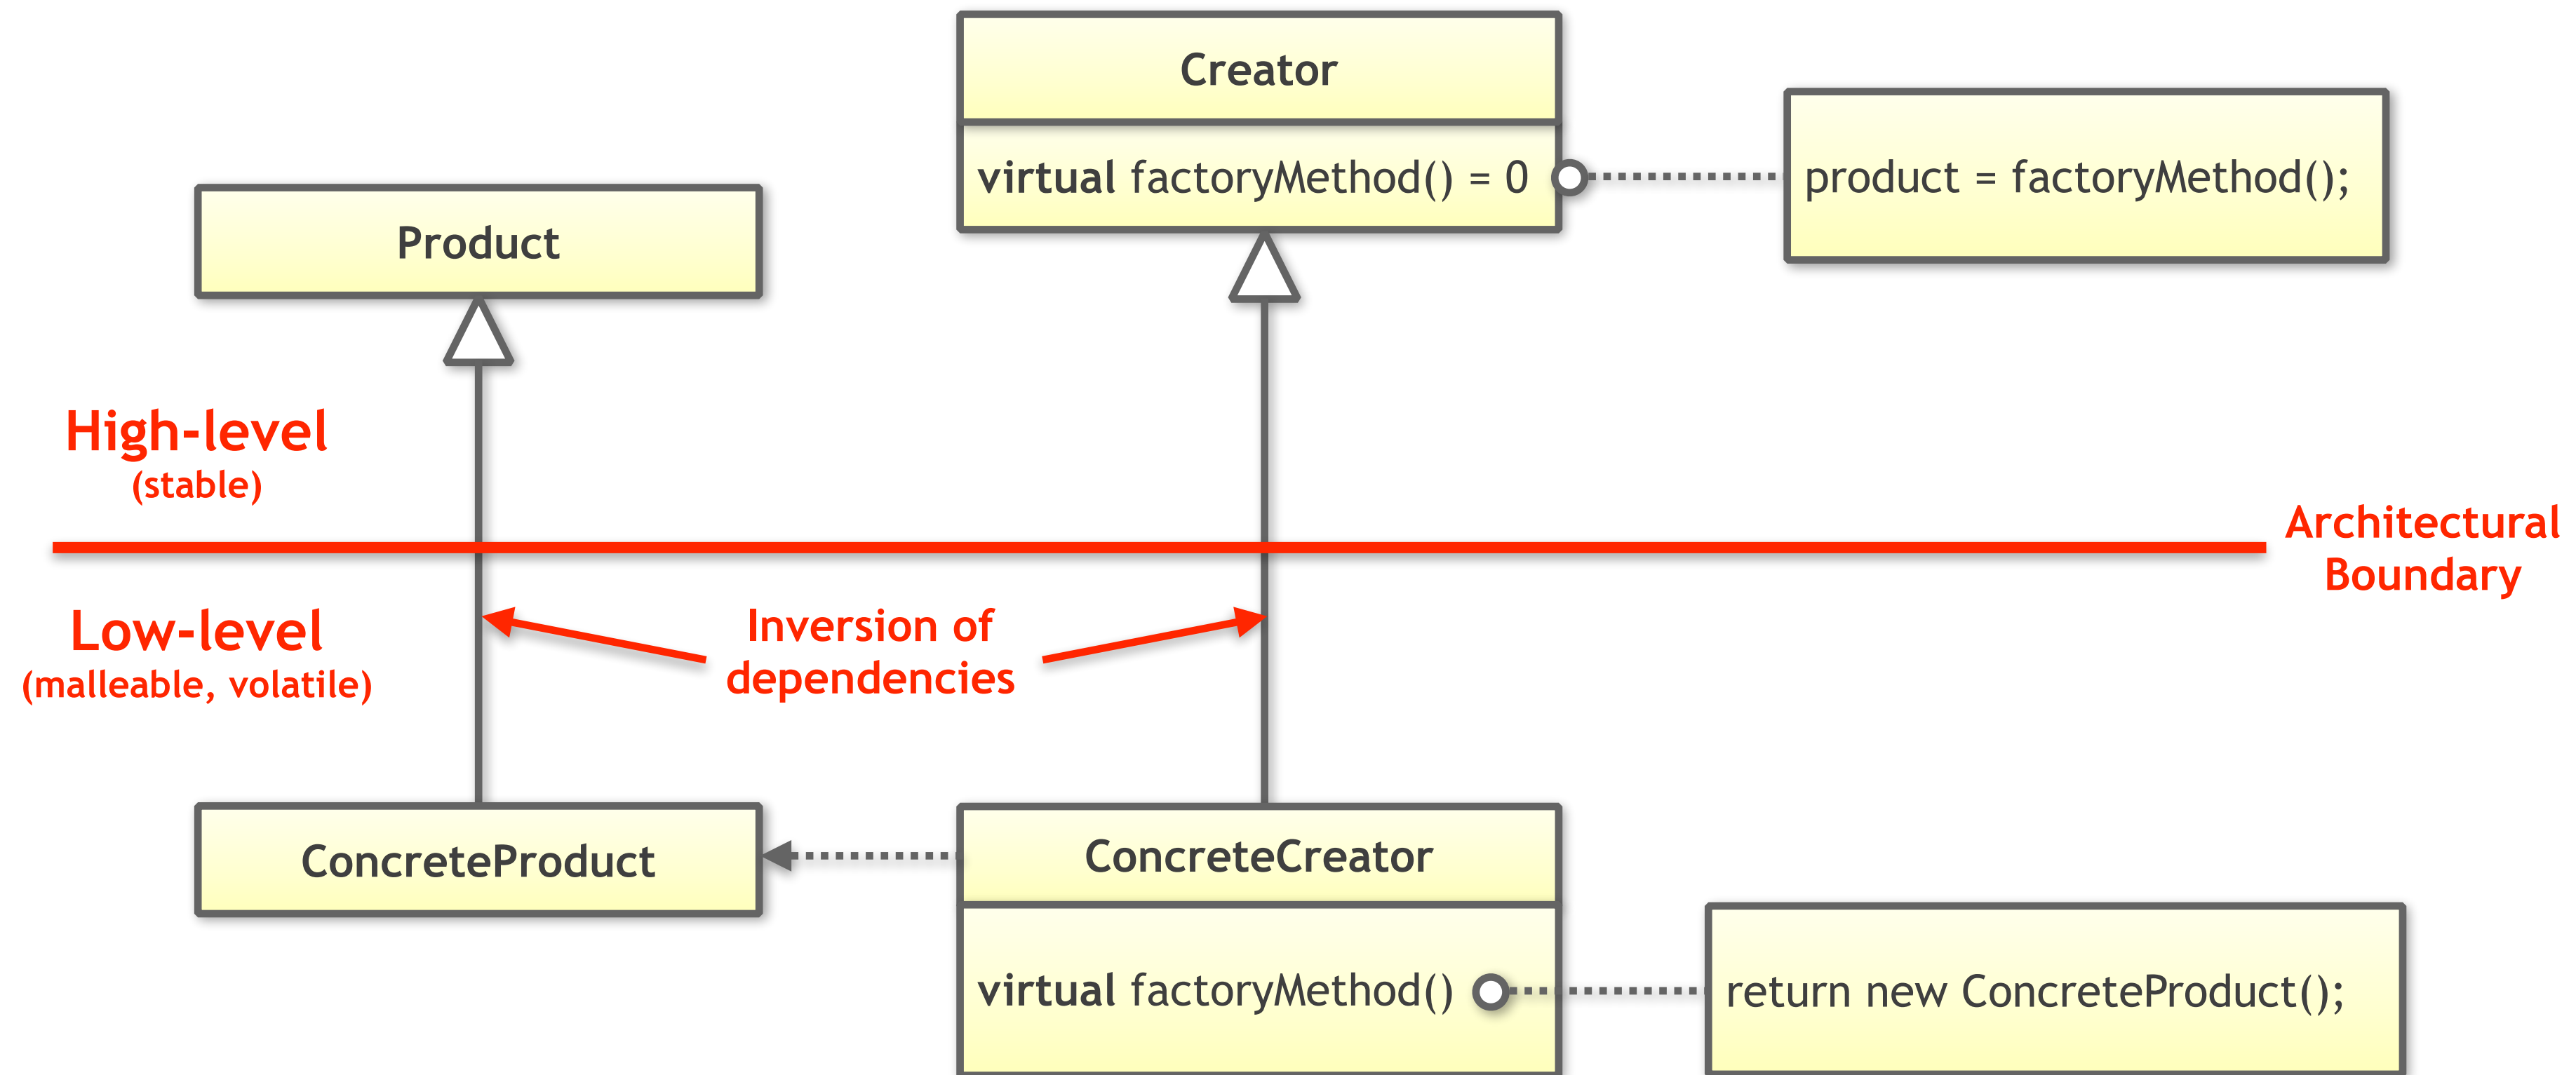 Creator
virtual factoryMethod() = 0
product = factoryMethod();
Product
High-level
(stable)
Architectural
Boundary
Low-level
(malleable, volatile)
Inversion of
dependencies
ConcreteProduct
ConcreteCreator
virtual factoryMethod()
return new ConcreteProduct();